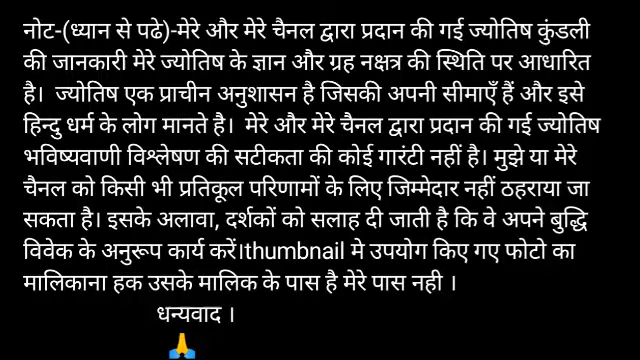 नोट-(ध्यान से पढे)-मेरे और मेरे चैनल द्वारा प्रदान की गई ज्योतिष कुंडली
की जानकारी मेरे ज्योतिष के ज्ञान और ग्रह नक्षत्र की स्थिति पर आधारित
है। ज्योतिष एक प्राचीन अनुशासन है जिसकी अपनी सीमाएँ हैं और इसे
हिन्दु धर्म के लोग मानते है। मेरे और मेरे चैनल द्वारा प्रदान की गई ज्योतिष
भविष्यवाणी विश्लेषण की सटीकता की कोई गारंटी नहीं है। मुझे या मेरे
चैनल को किसी भी प्रतिकूल परिणामों के लिए जिम्मेदार नहीं ठहराया जा
सकता है। इसके अलावा, दर्शकों को सलाह दी जाती है कि वे अपने बुद्धि
विवेक के अनुरूप कार्य करें।thumbnail मे उपयोग किए गए फोटो का
मालिकाना हक उसके मालिक के पास है मेरे पास नही ।
धन्यवाद ।
🙏